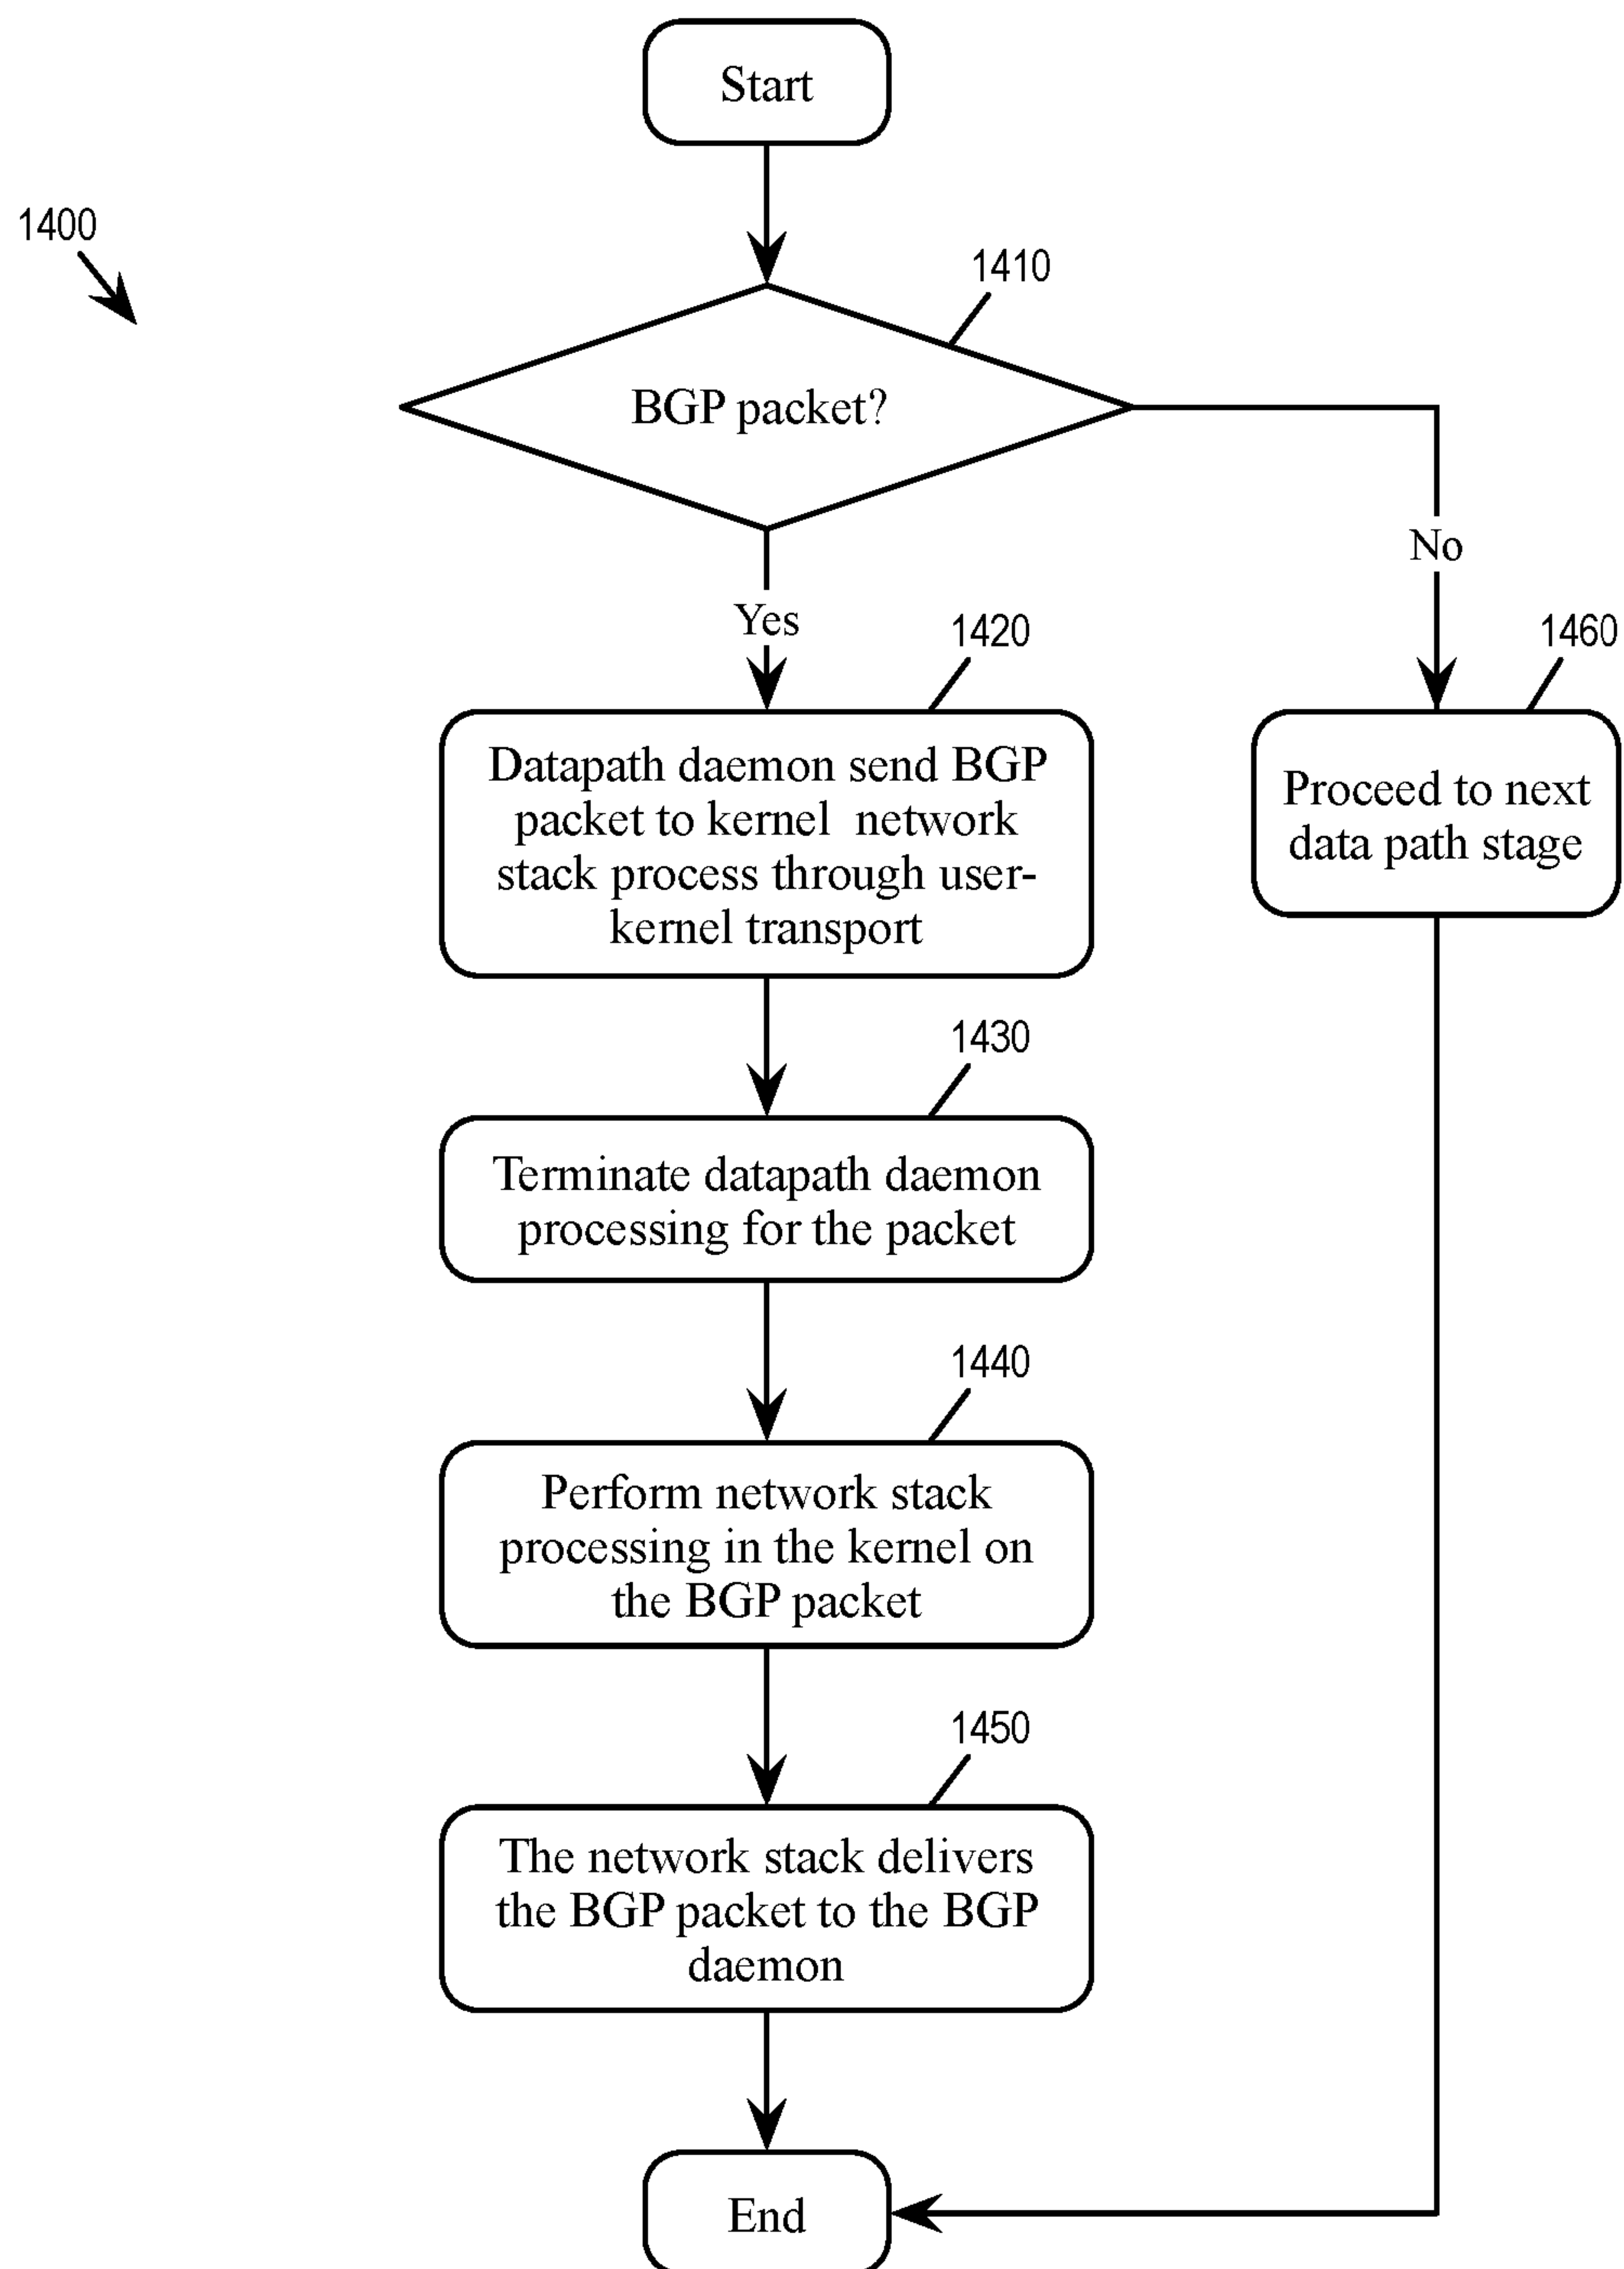 Start
1400
1410
BGP packet?
No
Yes
1420
1460
Datapath daemon send BGP
packet to kernel network
stack process through user-
kernel transport
Proceed to next
data path stage
1430
Terminate datapath daemon
processing for the packet
1440
Perform network stack
processing in the kernel on
the BGP packet
1450
The network stack delivers
the BGP packet to the BGP
daemon
End